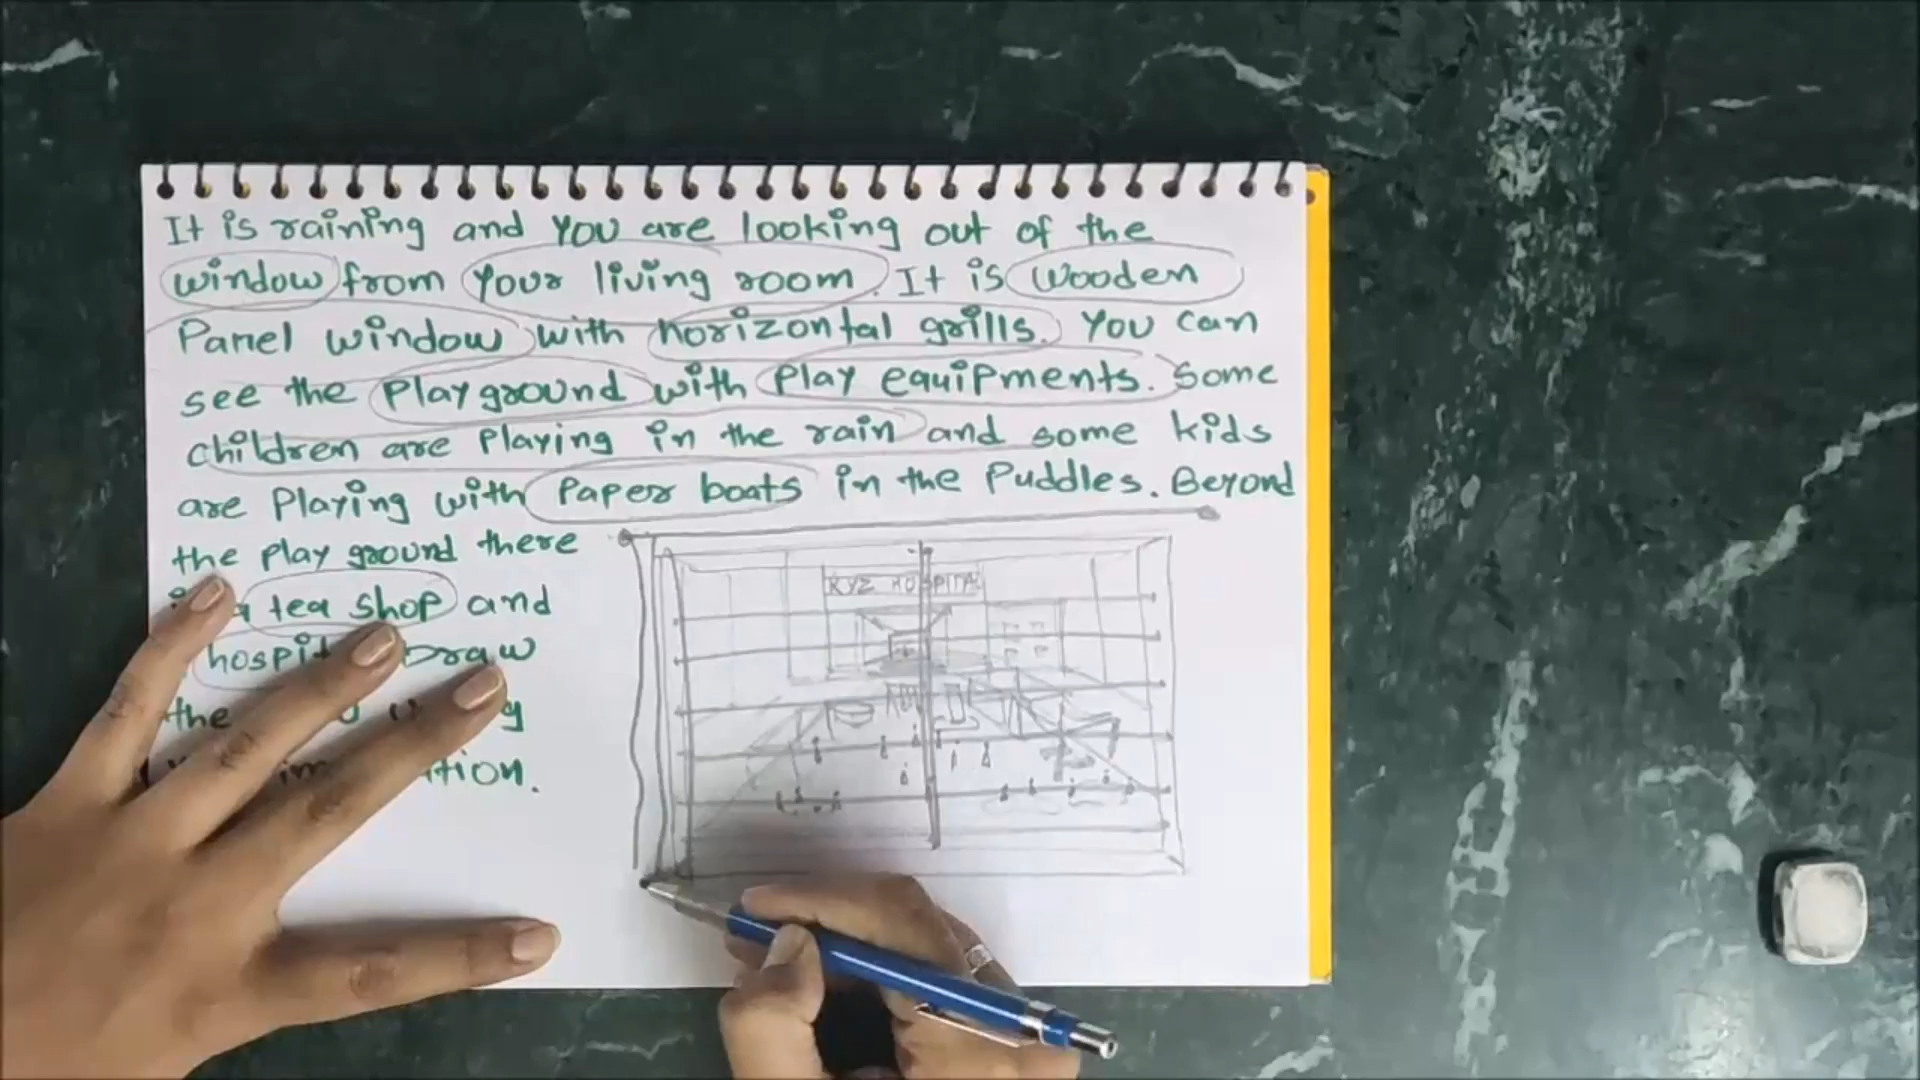 It is raining and you are looking out of the
window from your living room. It is wooden
Panel window with horizontal grills. You can
see the playground with play equipments. Some
children are Playing in the rain and some kids
are Playing with Paper boats in the Puddles. Beyond
the play ground there
a tea shop and
Draw
the

XYZ HOSPITAL